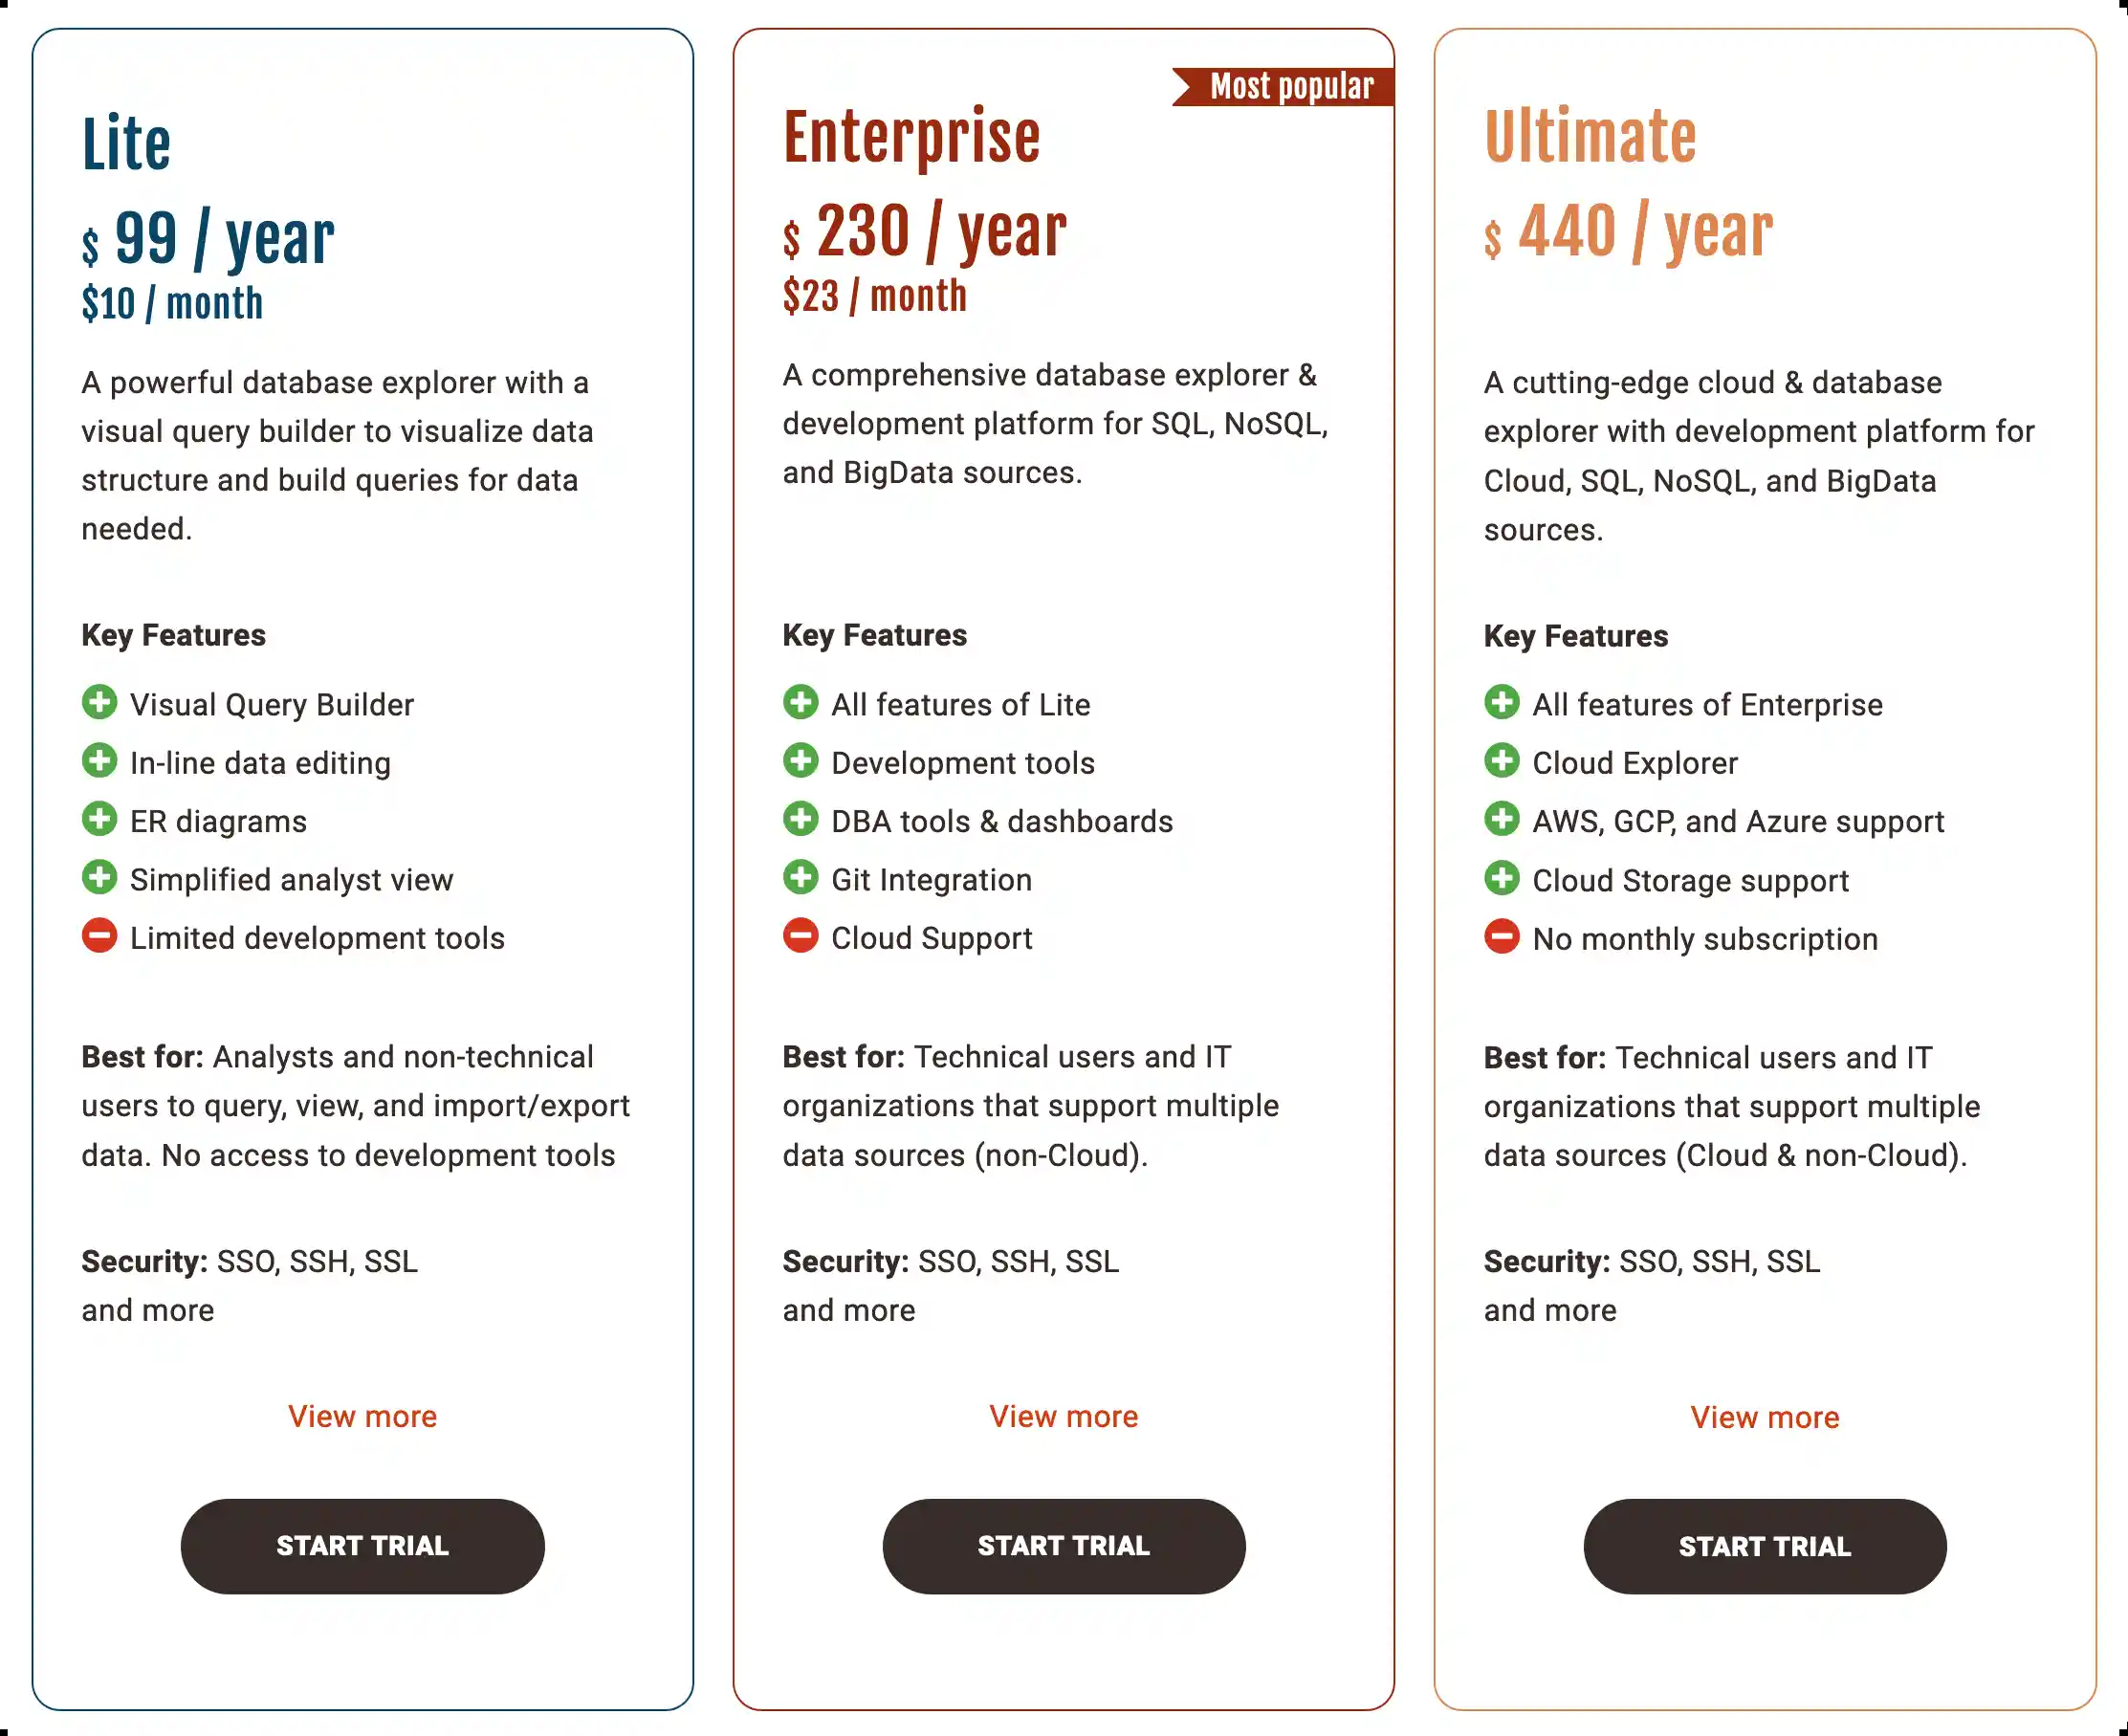 Lite
$ 99 / year
$10 / month
A powerful database explorer with a
visual query builder to visualize data
structure and build queries for data
needed.
Key Features
Visual Query Builder
In-line data editing
ER diagrams
Simplified analyst view
Limited development tools
Best for: Analysts and non-technical
users to query, view, and import/export
data. No access to development tools
Security: SSO, SSH, SSL
and more
View more
START TRIAL
Most popular
Enterprise
$ 230 / year
$23 / month
A comprehensive database explorer &
development platform for SQL, NoSQL,
and BigData sources.
Key Features
All features of Lite
Development tools
DBA tools & dashboards
Git Integration
Cloud Support
Best for: Technical users and IT
organizations that support multiple
data sources (non-Cloud).
Security: SSO, SSH, SSL
and more
View more
START TRIAL
Ultimate
$ 440 / year
A cutting-edge cloud & database
explorer with development platform for
Cloud, SQL, NoSQL, and BigData
sources.
Key Features
All features of Enterprise
Cloud Explorer
AWS, GCP, and Azure support
Cloud Storage support
No monthly subscription
Best for: Technical users and IT
organizations that support multiple
data sources (Cloud & non-Cloud).
Security: SSO, SSH, SSL
and more
View more
START TRIAL